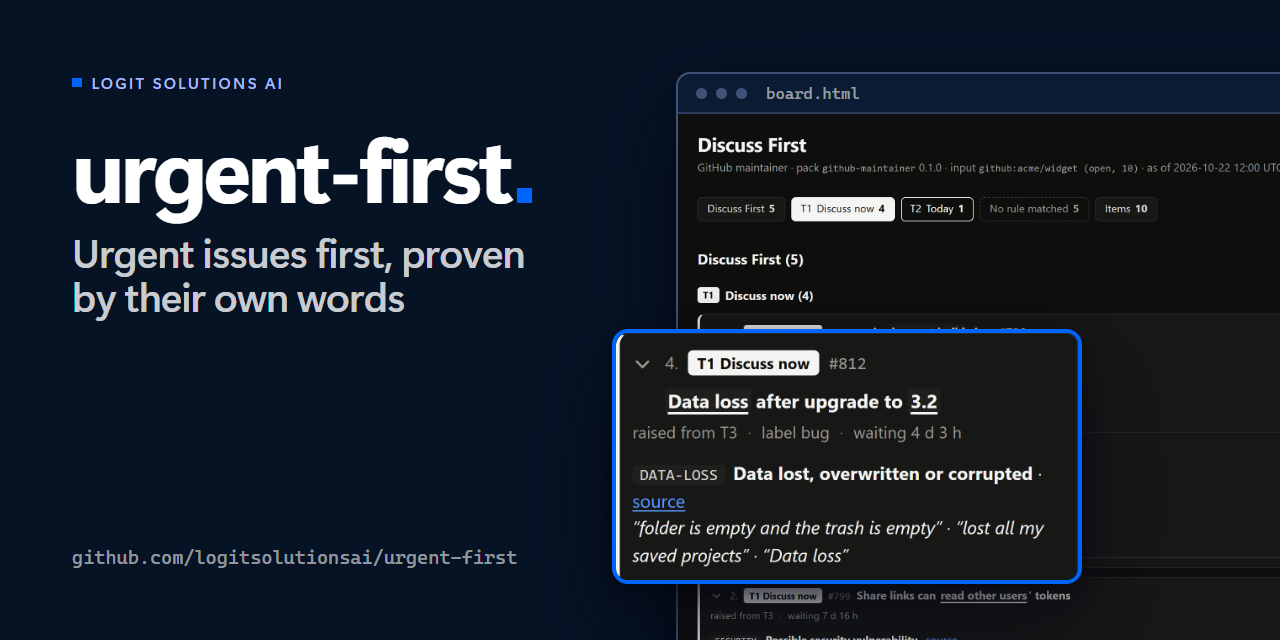 LOGIT SOLUTIONS AI
urgent-first.
Urgent issues first, proven
by their own words
github.com/logitsolutionsai/urgent-first
board.html
Discuss First
GitHub maintainer · pack github-maintainer 0.1.0 · input github:acme/widget (open, 10) · as of 2026-10-22 12:00 UTC
Discuss First 5
T1 Discuss now 4
T2 Today 1
No rule matched 5
Items 10
Discuss First (5)
T1 Discuss now (4)
4. T1 Discuss now #812
Data loss after upgrade to 3.2
raised from T3 · label bug · waiting 4 d 3 h
DATA-LOSS Data lost, overwritten or corrupted ·
source
“folder is empty and the trash is empty” · “lost all my
saved projects” · “Data loss”
2. T1 Discuss now #799 Share links can read other users' tokens
raised from T3 · waiting 7 d 16 h
SECURITY Possible security vulnerability · source